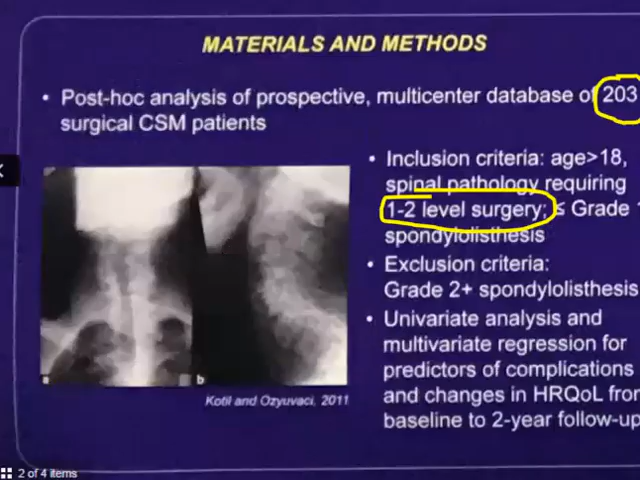 MATERIALS AND METHODS
• Post-hoc analysis of prospective, multicenter database of 203
surgical CSM patients
• Inclusion criteria: age>18,
spinal pathology requiring
1-2 level surgery; ≤ Grade 1
spondylolisthesis
• Exclusion criteria:
Grade 2+ spondylolisthesis
• Univariate analysis and
multivariate regression for
predictors of complications
and changes in HRQoL from
baseline to 2-year follow-up
a
b
Kotil and Ozyuvaci, 2011
2 of 4 items